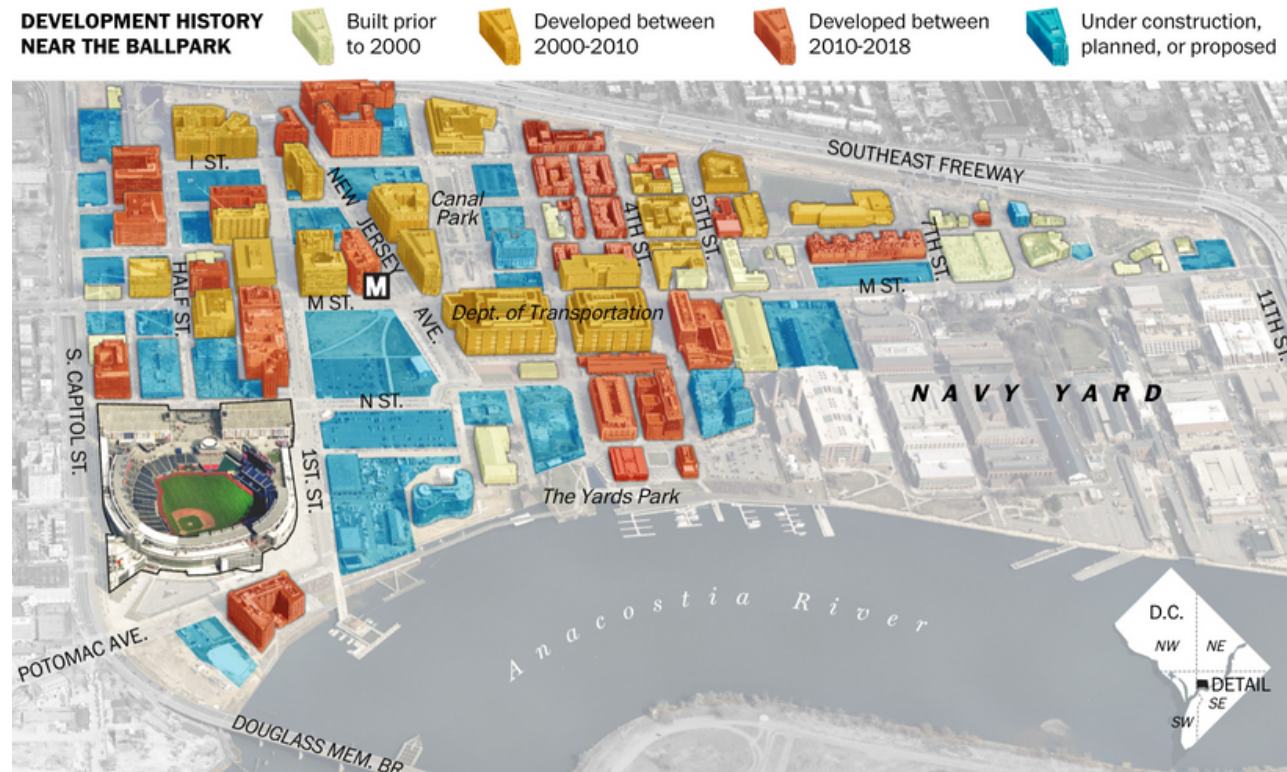 DEVELOPMENT HISTORY
NEAR THE BALLPARK
Built prior
to 2000
Developed between
2000-2010
Developed between
2010-2018
Under construction,
planned, or proposed
SOUTHEAST FREEWAY
I ST.
NEW JERSEY
AVE.
Canal
Park
4TH ST.
5TH ST.
7TH ST.
11TH ST.
HALF ST.
M
M ST.
M ST.
Dept. of Transportation
S. CAPITOL ST.
N ST.
NAVY YARD
1ST. ST.
The Yards Park
Anacostia River
POTOMAC AVE.
DOUGLASS MEM. BR
D.C.
NW
NE
DETAIL
SE
SW